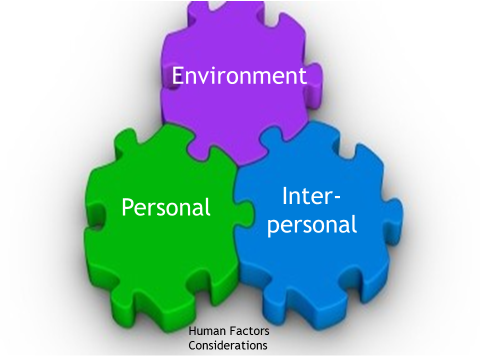 Environment
Personal
Inter-
personal
Human Factors
Considerations